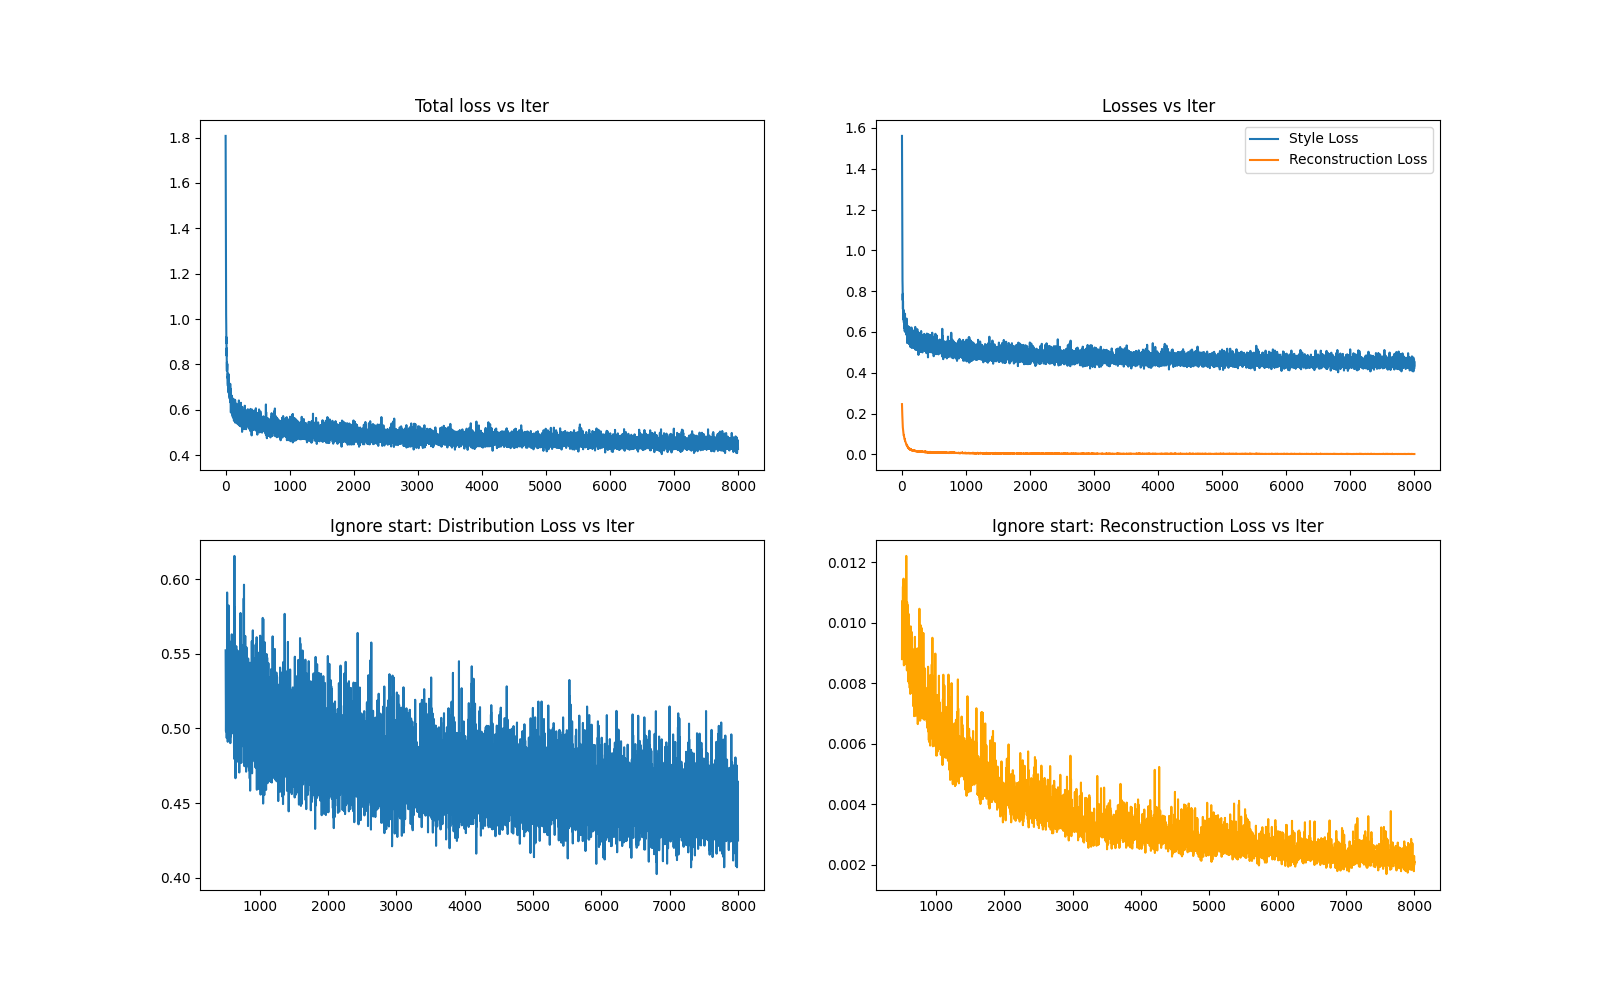 Total loss vs Iter
1.8
1.6
1.4
1.2
1.0
0.8
0.6
0.4
0 1000 2000 3000 4000 5000 6000 7000 8000
Losses vs Iter
Style Loss
Reconstruction Loss
1.6
1.4
1.2
1.0
0.8
0.6
0.4
0.2
0.0
0 1000 2000 3000 4000 5000 6000 7000 8000
Ignore start: Distribution Loss vs Iter
0.60
0.55
0.50
0.45
0.40
1000 2000 3000 4000 5000 6000 7000 8000
Ignore start: Reconstruction Loss vs Iter
0.012
0.010
0.008
0.006
0.004
0.002
1000 2000 3000 4000 5000 6000 7000 8000